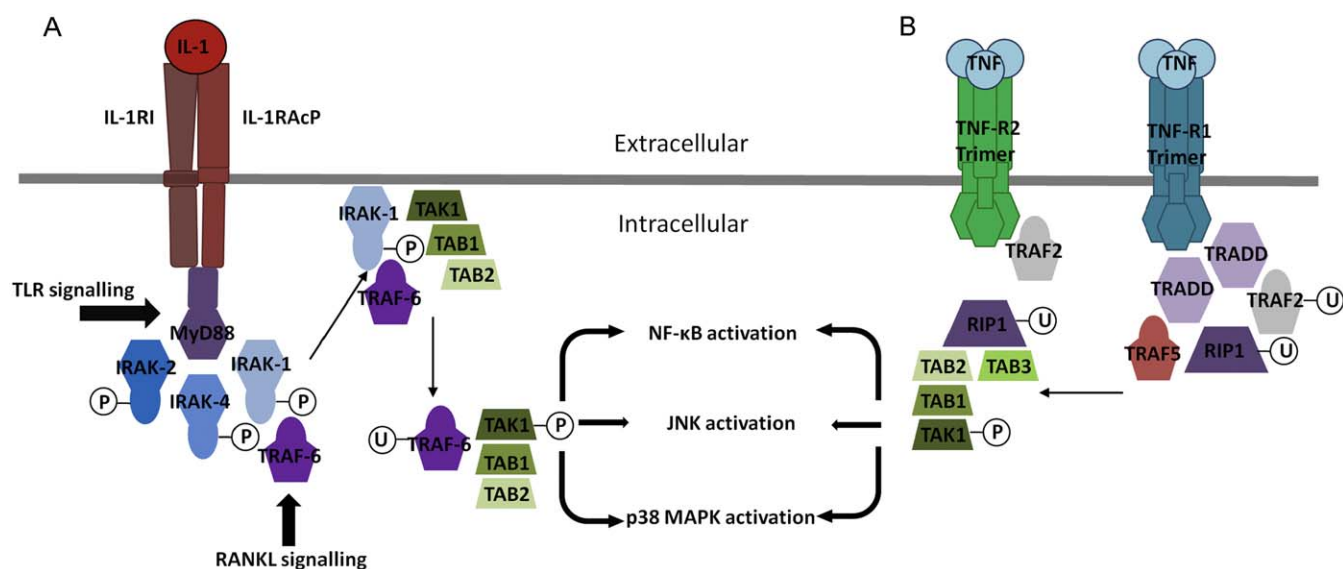 A
IL-1
IL-1RI
IL-1RAcP
Extracellular
Intracellular
IRAK-1
TAK1
P
TAB1
TAB2
TRAF-6
TLR signalling
MyD88
IRAK-2
IRAK-1
P
IRAK-4
P
P
TRAF-6
RANKL signalling
U
TRAF-6
TAK1
P
TAB1
TAB2
NF-κB activation
JNK activation
p38 MAPK activation
B
TNF
TNF
TNF-R2
Trimer
TNF-R1
Trimer
TRAF2
TRADD
TRADD
TRAF2
U
TRAF5
RIP1
U
RIP1
U
TAB2
TAB3
TAB1
TAK1
P